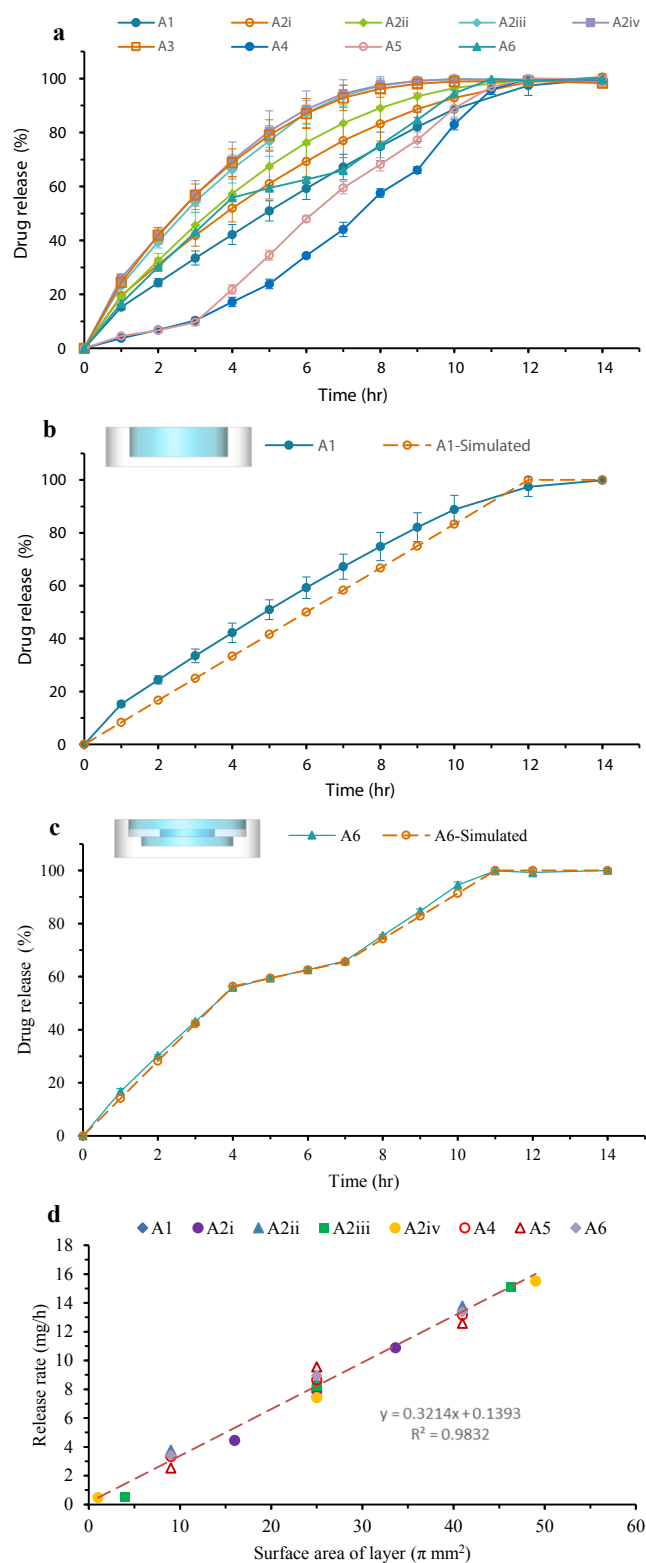 a
A1 A2i A2ii A2iii A2iv
A3 A4 A5 A6
Drug release (%)
120
100
80
60
40
20
0
0 2 4 6 8 10 12 14
Time (hr)
b
A1 A1-Simulated
Drug release (%)
120
100
80
60
40
20
0
0 2 4 6 8 10 12 14
Time (hr)
c
A6 A6-Simulated
Drug release (%)
120
100
80
60
40
20
0
0 2 4 6 8 10 12 14
Time (hr)
d
A1 A2i A2ii A2iii A2iv A4 A5 A6
Release rate (mg/h)
18
16
14
12
10
8
6
4
2
0
y = 0.3214x + 0.1393
R² = 0.9832
0 10 20 30 40 50 60
Surface area of layer (π mm²)